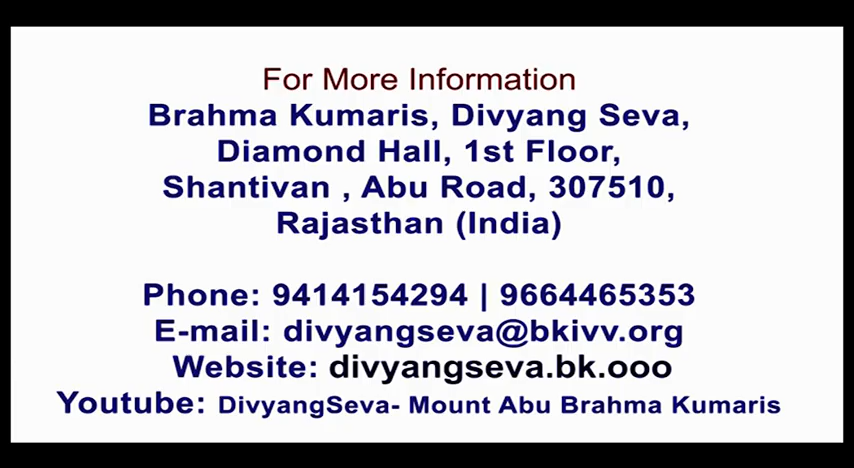 For More Information
Brahma Kumaris, Divyang Seva,
Diamond Hall, 1st Floor,
Shantivan , Abu Road, 307510,
Rajasthan (India)
Phone: 9414154294 | 9664465353
E-mail: divyangseva@bkivv.org
Website: divyangseva.bk.ooo
Youtube: DivyangSeva- Mount Abu Brahma Kumaris